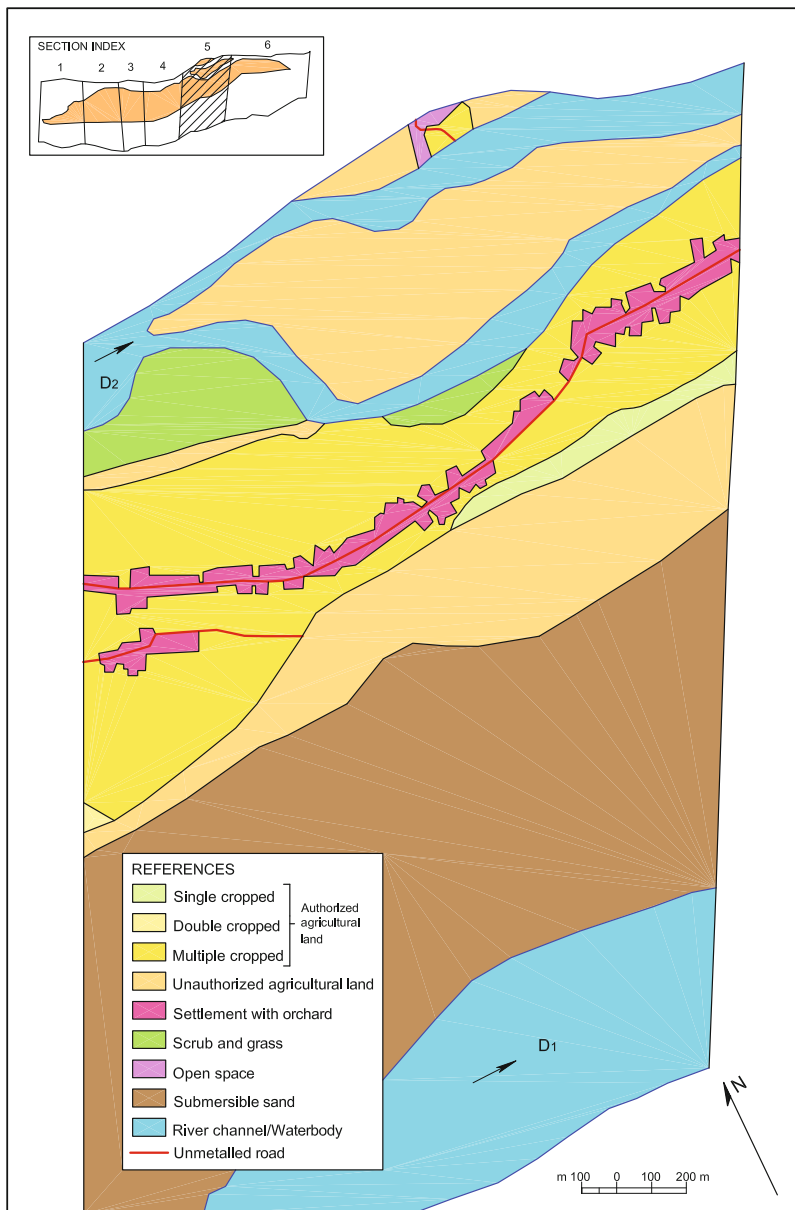 SECTION INDEX
1 2 3 4 5 6
D2
REFERENCES
Single cropped
Double cropped
Multiple cropped
Authorized
agricultural
land
Unauthorized agricultural land
Settlement with orchard
Scrub and grass
Open space
Submersible sand
River channel/Waterbody
Unmetalled road
D1
N
m 100 0 100 200 m